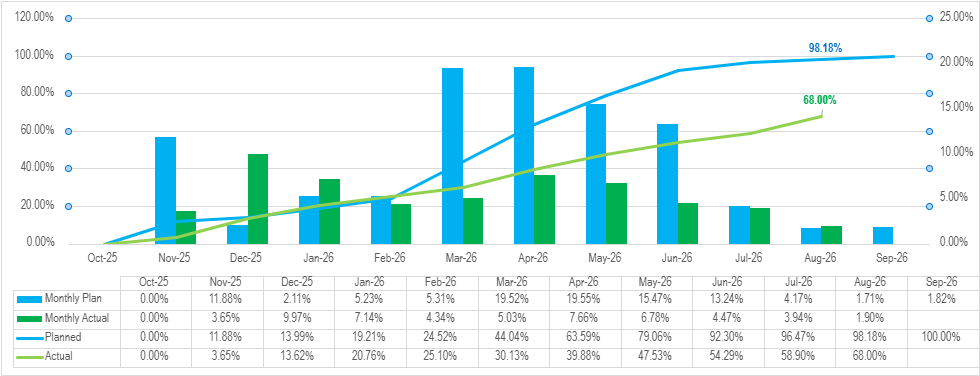 120.00% 25.00%
98.18%
100.00% 20.00%
68.00%
80.00% 15.00%
60.00% 10.00%
40.00%
20.00% 5.00%
0.00% 0.00%
Oct-25 Nov-25 Dec-25 Jan-26 Feb-26 Mar-26 Apr-26 May-26 Jun-26 Jul-26 Aug-26 Sep-26
Oct-25 Nov-25 Dec-25 Jan-26 Feb-26 Mar-26 Apr-26 May-26 Jun-26 Jul-26 Aug-26 Sep-26
Monthly Plan 0.00% 11.88% 2.11% 5.23% 5.31% 19.52% 19.55% 15.47% 13.24% 4.17% 1.71% 1.82%
Monthly Actual 0.00% 3.65% 9.97% 7.14% 4.34% 5.03% 7.66% 6.78% 4.47% 3.94% 1.90%
Planned 0.00% 11.88% 13.99% 19.21% 24.52% 44.04% 63.59% 79.06% 92.30% 96.47% 98.18% 100.00%
Actual 0.00% 3.65% 13.62% 20.76% 25.10% 30.13% 39.88% 47.53% 54.29% 58.90% 68.00%